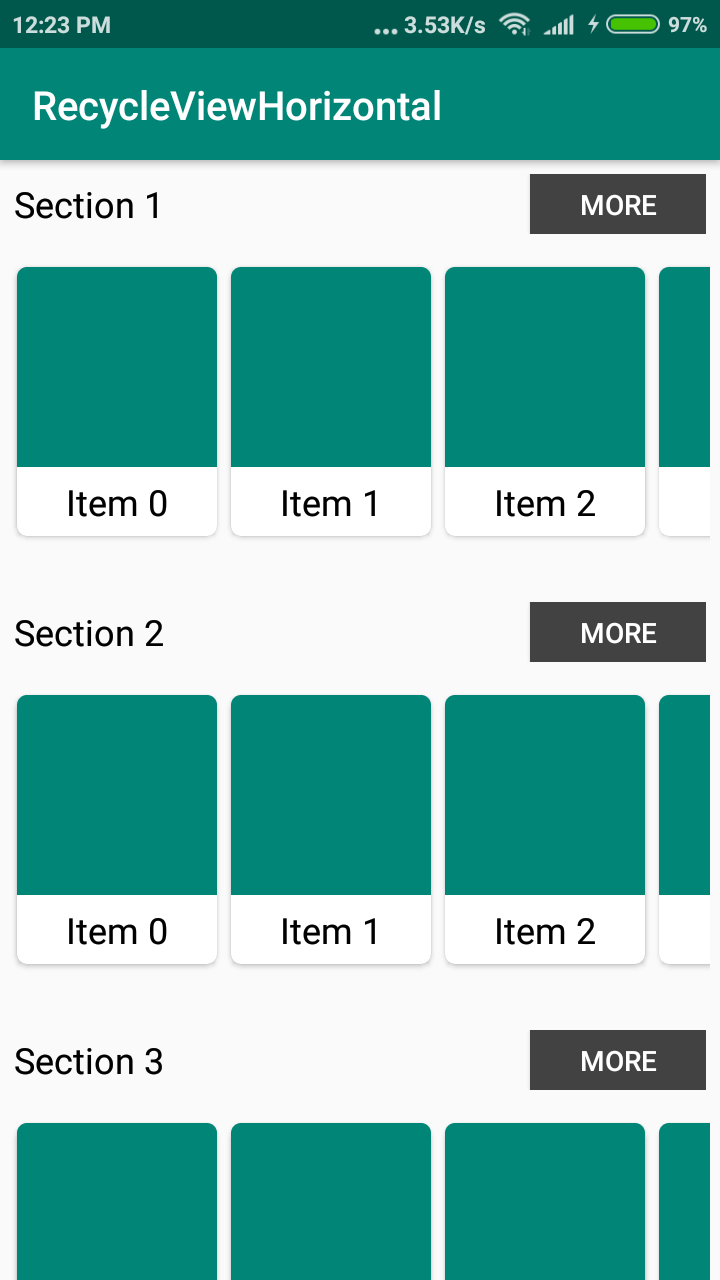 12:23 PM ... 3.53K/s 97%
RecycleViewHorizontal
Section 1 MORE
Item 0 Item 1 Item 2
Section 2 MORE
Item 0 Item 1 Item 2
Section 3 MORE